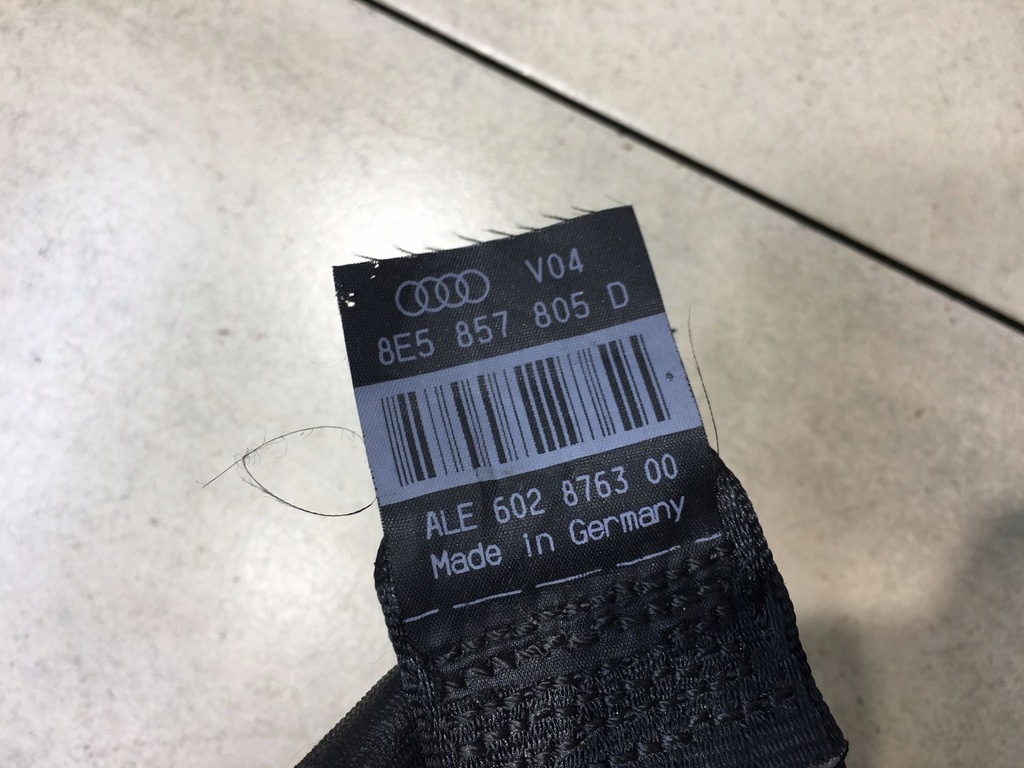 V04
8E5 857 805 D
ALE 602 8763 00
Made in Germany